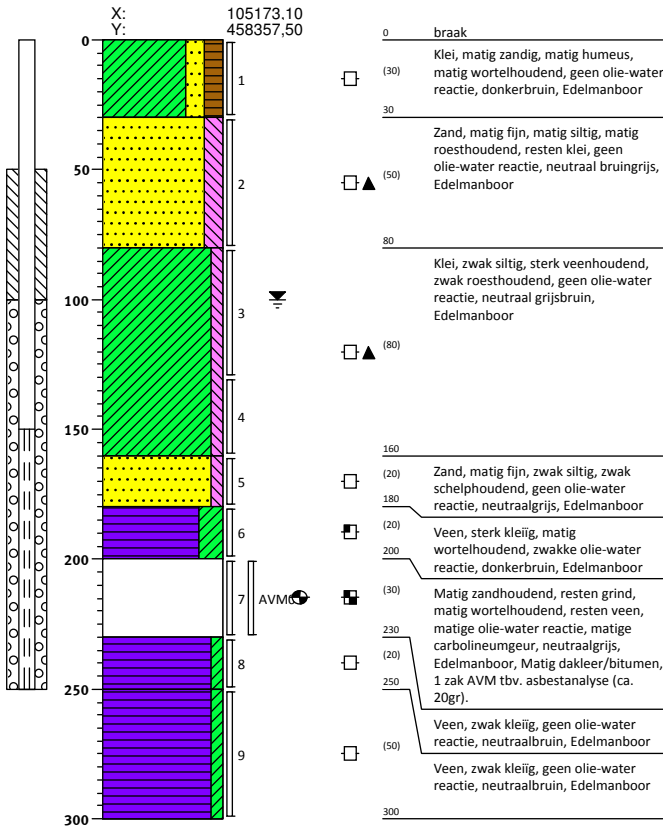 X: 105173,10
Y: 458357,50
0
50
100
150
200
250
300
1
2
3
4
5
6
7
AVM
8
9
0 braak
(30)
Klei, matig zandig, matig humeus,
matig wortelhoudend, geen olie-water
reactie, donkerbruin, Edelmanboor
30
(50)
Zand, matig fijn, matig siltig, matig
roesthoudend, resten klei, geen
olie-water reactie, neutraal bruingrijs,
Edelmanboor
80
(80)
Klei, zwak siltig, sterk veenhoudend,
zwak roesthoudend, geen olie-water
reactie, neutraal grijsbruin,
Edelmanboor
160
(20)
Zand, matig fijn, zwak siltig, zwak
schelphoudend, geen olie-water
reactie, neutraalgrijs, Edelmanboor
180
(20)
Veen, sterk kleiïg, matig
wortelhoudend, zwakke olie-water
reactie, donkerbruin, Edelmanboor
200
(30)
Matig zandhoudend, resten grind,
matig wortelhoudend, resten veen,
matige olie-water reactie, matige
carbolineumgeur, neutraalgrijs,
Edelmanboor, Matig dakleer/bitumen,
1 zak AVM tbv. asbestanalyse (ca.
20gr).
230
(20)
Veen, zwak kleiïg, geen olie-water
reactie, neutraalbruin, Edelmanboor
250
(50)
Veen, zwak kleiïg, geen olie-water
reactie, neutraalbruin, Edelmanboor
300